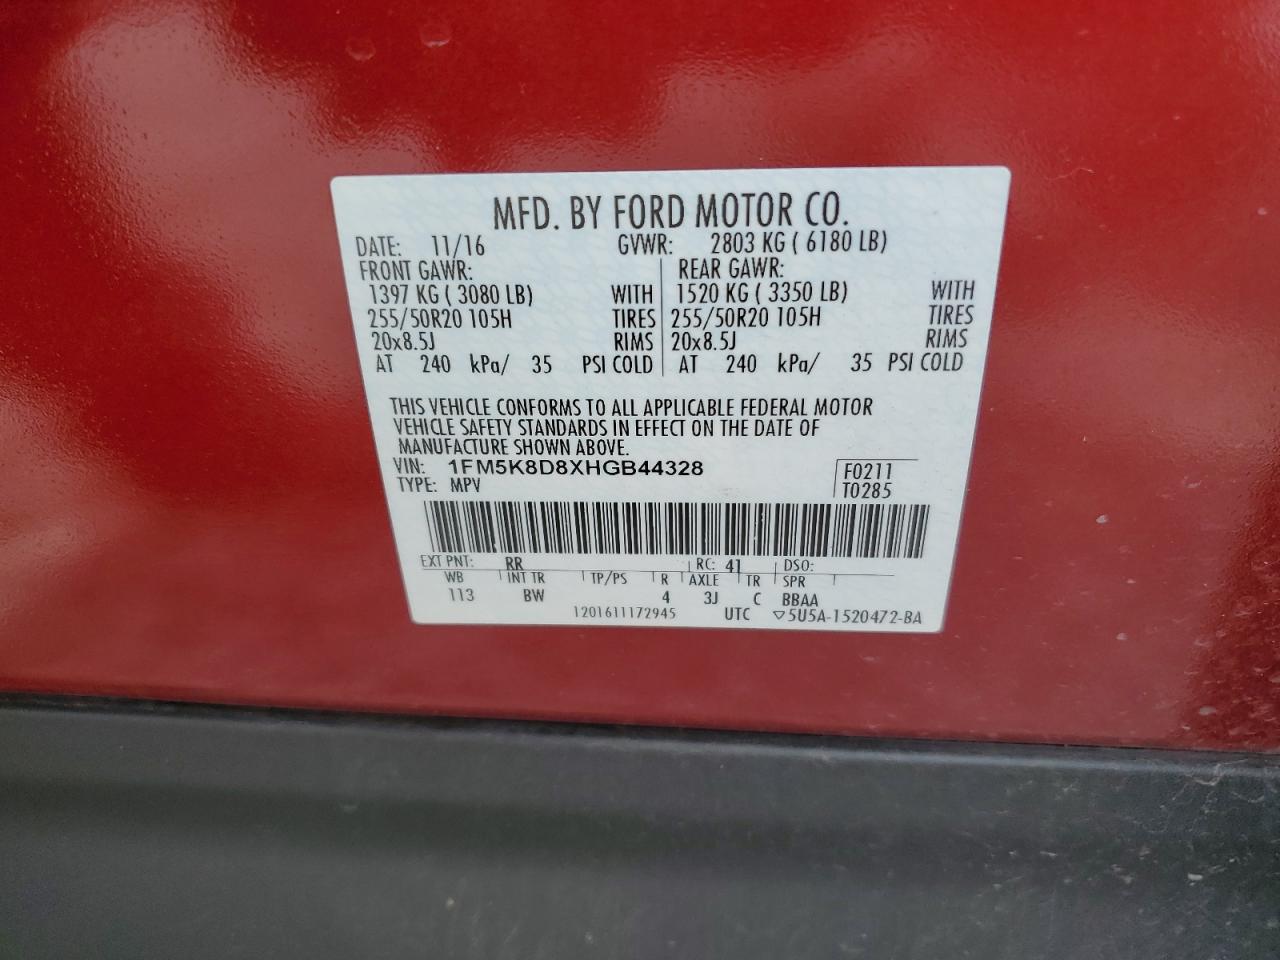 MFD. BY FORD MOTOR CO.
DATE: 11/16 GVWR: 2803 KG ( 6180 LB)
FRONT GAWR: REAR GAWR:
1397 KG ( 3080 LB) WITH 1520 KG ( 3350 LB) WITH
255/50R20 105H TIRES 255/50R20 105H TIRES
20x8.5J RIMS 20x8.5J RIMS
AT 240 kPa/ 35 PSI COLD AT 240 kPa/ 35 PSI COLD
THIS VEHICLE CONFORMS TO ALL APPLICABLE FEDERAL MOTOR
VEHICLE SAFETY STANDARDS IN EFFECT ON THE DATE OF
MANUFACTURE SHOWN ABOVE.
VIN: 1FM5K8D8XHGB44328 F0211
TYPE: MPV T0285
EXT PNT: RR RC: 41 DSO:
WB INT TR TP/PS R AXLE TR SPR
113 BW 4 3J C BBAA
1201611172945 UTC ▽5U5A-1520472-BA